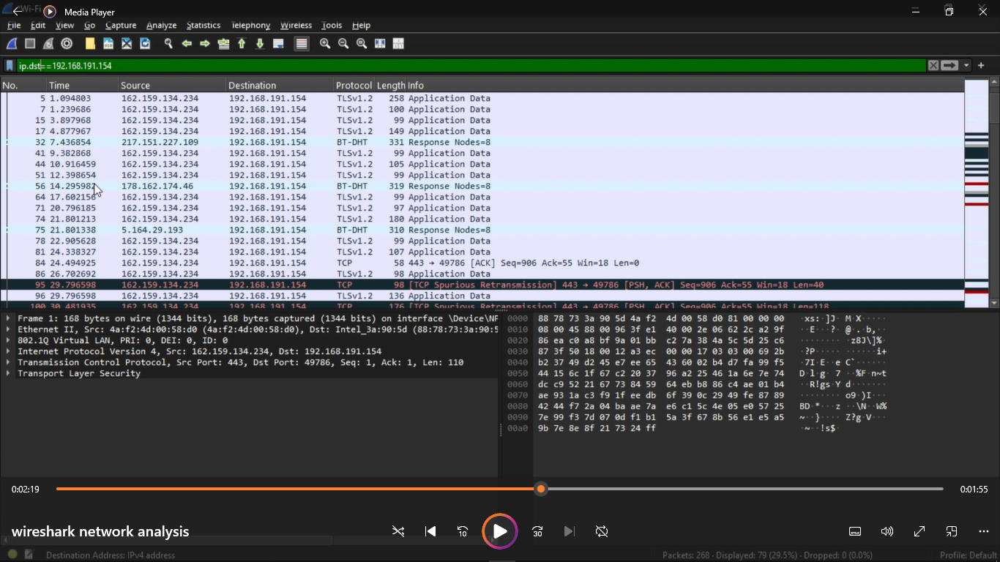 *Wi-Fi
Media Player
File Edit View Go Capture Analyze Statistics Telephony Wireless Tools Help
ip.dst==192.168.191.154
No. Time Source Destination Protocol Length Info
5 1.094803 162.159.134.234 192.168.191.154 TLSv1.2 258 Application Data
7 1.239686 162.159.134.234 192.168.191.154 TLSv1.2 100 Application Data
15 3.897968 162.159.134.234 192.168.191.154 TLSv1.2 99 Application Data
17 4.877967 162.159.134.234 192.168.191.154 TLSv1.2 149 Application Data
32 7.436854 217.151.227.109 192.168.191.154 BT-DHT 331 Response Nodes=8
41 9.382868 162.159.134.234 192.168.191.154 TLSv1.2 99 Application Data
44 10.916459 162.159.134.234 192.168.191.154 TLSv1.2 105 Application Data
51 12.398654 162.159.134.234 192.168.191.154 TLSv1.2 99 Application Data
56 14.295982 178.162.174.46 192.168.191.154 BT-DHT 319 Response Nodes=8
64 17.602156 162.159.134.234 192.168.191.154 TLSv1.2 99 Application Data
71 20.796185 162.159.134.234 192.168.191.154 TLSv1.2 97 Application Data
74 21.801213 162.159.134.234 192.168.191.154 TLSv1.2 180 Application Data
75 21.801338 5.164.29.193 192.168.191.154 BT-DHT 310 Response Nodes=8
78 22.905628 162.159.134.234 192.168.191.154 TLSv1.2 99 Application Data
81 24.338327 162.159.134.234 192.168.191.154 TLSv1.2 107 Application Data
84 24.494925 162.159.134.234 192.168.191.154 TCP 58 443 → 49786 [ACK] Seq=906 Ack=55 Win=18 Len=0
86 26.702692 162.159.134.234 192.168.191.154 TLSv1.2 98 Application Data
95 29.796598 162.159.134.234 192.168.191.154 TCP 98 [TCP Spurious Retransmission] 443 → 49786 [PSH, ACK] Seq=906 Ack=55 Win=18 Len=40
96 29.796598 162.159.134.234 192.168.191.154 TLSv1.2 136 Application Data
100 30.481935 162.159.134.234 192.168.191.154 TCP 176 [TCP Spurious Retransmission] 443 → 49786 [PSH, ACK] Seq=906 Ack=55 Win=18 Len=118
Frame 1: 168 bytes on wire (1344 bits), 168 bytes captured (1344 bits) on interface \Device\NF
Ethernet II, Src: 4a:f2:4d:00:58:d0 (4a:f2:4d:00:58:d0), Dst: Intel_3a:90:5d (88:78:73:3a:90:5
802.1Q Virtual LAN, PRI: 0, DEI: 0, ID: 0
Internet Protocol Version 4, Src: 162.159.134.234, Dst: 192.168.191.154
Transmission Control Protocol, Src Port: 443, Dst Port: 49786, Seq: 1, Ack: 1, Len: 110
Transport Layer Security
0000 88 78 73 3a 90 5d 4a f2 4d 00 58 d0 81 00 00 00 ·xs:·]J· M·X·····
0010 08 00 45 88 00 96 3f e1 40 00 2e 06 62 2c a2 9f ··E···?· @·.·b,··
0020 86 ea c0 a8 bf 9a 01 bb c2 7a 38 4a 5c 5d 25 c6 ········ ·z8J\]%·
0030 87 3f 50 18 00 12 a3 ec 00 00 17 03 03 00 69 2b ·?P····· ······i+
0040 b2 37 49 d2 45 e7 ee 65 43 60 02 b4 d7 fa 99 f5 ·7I·E··e C`······
0050 44 15 6c 1f 67 c2 20 37 96 a2 25 46 1a 6e 7e 74 D·l·g· 7 ··%F·n~t
0060 dc c9 52 21 67 73 84 59 64 eb b8 86 c4 ae 01 b4 ··R!gs·Y d·······
0070 ae 93 1a c3 f9 1f ee db 6f 39 0c 29 49 fe 87 89 ········ o9·)I···
0080 42 44 f7 2a 04 ba ae 7a e6 c1 5c 4e 05 e0 57 25 BD·*···z ··\N··W%
0090 7e 99 f3 7d 07 0d f1 b1 5a 3f 67 8b 56 e1 e5 a5 ~··}···· Z?g·V···
00a0 9b 7e 8e 8f 21 73 24 ff ·~··!s$·
0:02:19 0:01:55
wireshark network analysis
10 30
Destination Address: IPv4 address Packets: 268 · Displayed: 79 (29.5%) · Dropped: 0 (0.0%) Profile: Default